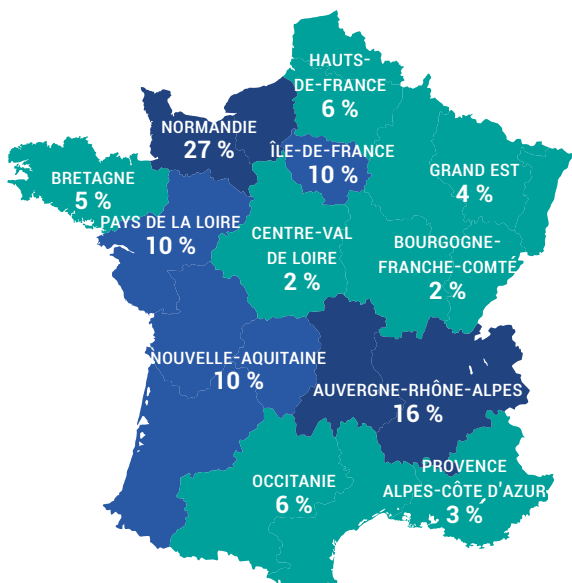 HAUTS-
DE-FRANCE
6 %
NORMANDIE
27 %
ÎLE-DE-FRANCE
10 %
GRAND EST
4 %
BRETAGNE
5 %
PAYS DE LA LOIRE
10 %
CENTRE-VAL
DE LOIRE
2 %
BOURGOGNE-
FRANCHE-COMTÉ
2 %
NOUVELLE-AQUITAINE
10 %
AUVERGNE-RHÔNE-ALPES
16 %
OCCITANIE
6 %
PROVENCE
ALPES-CÔTE D'AZUR
3 %